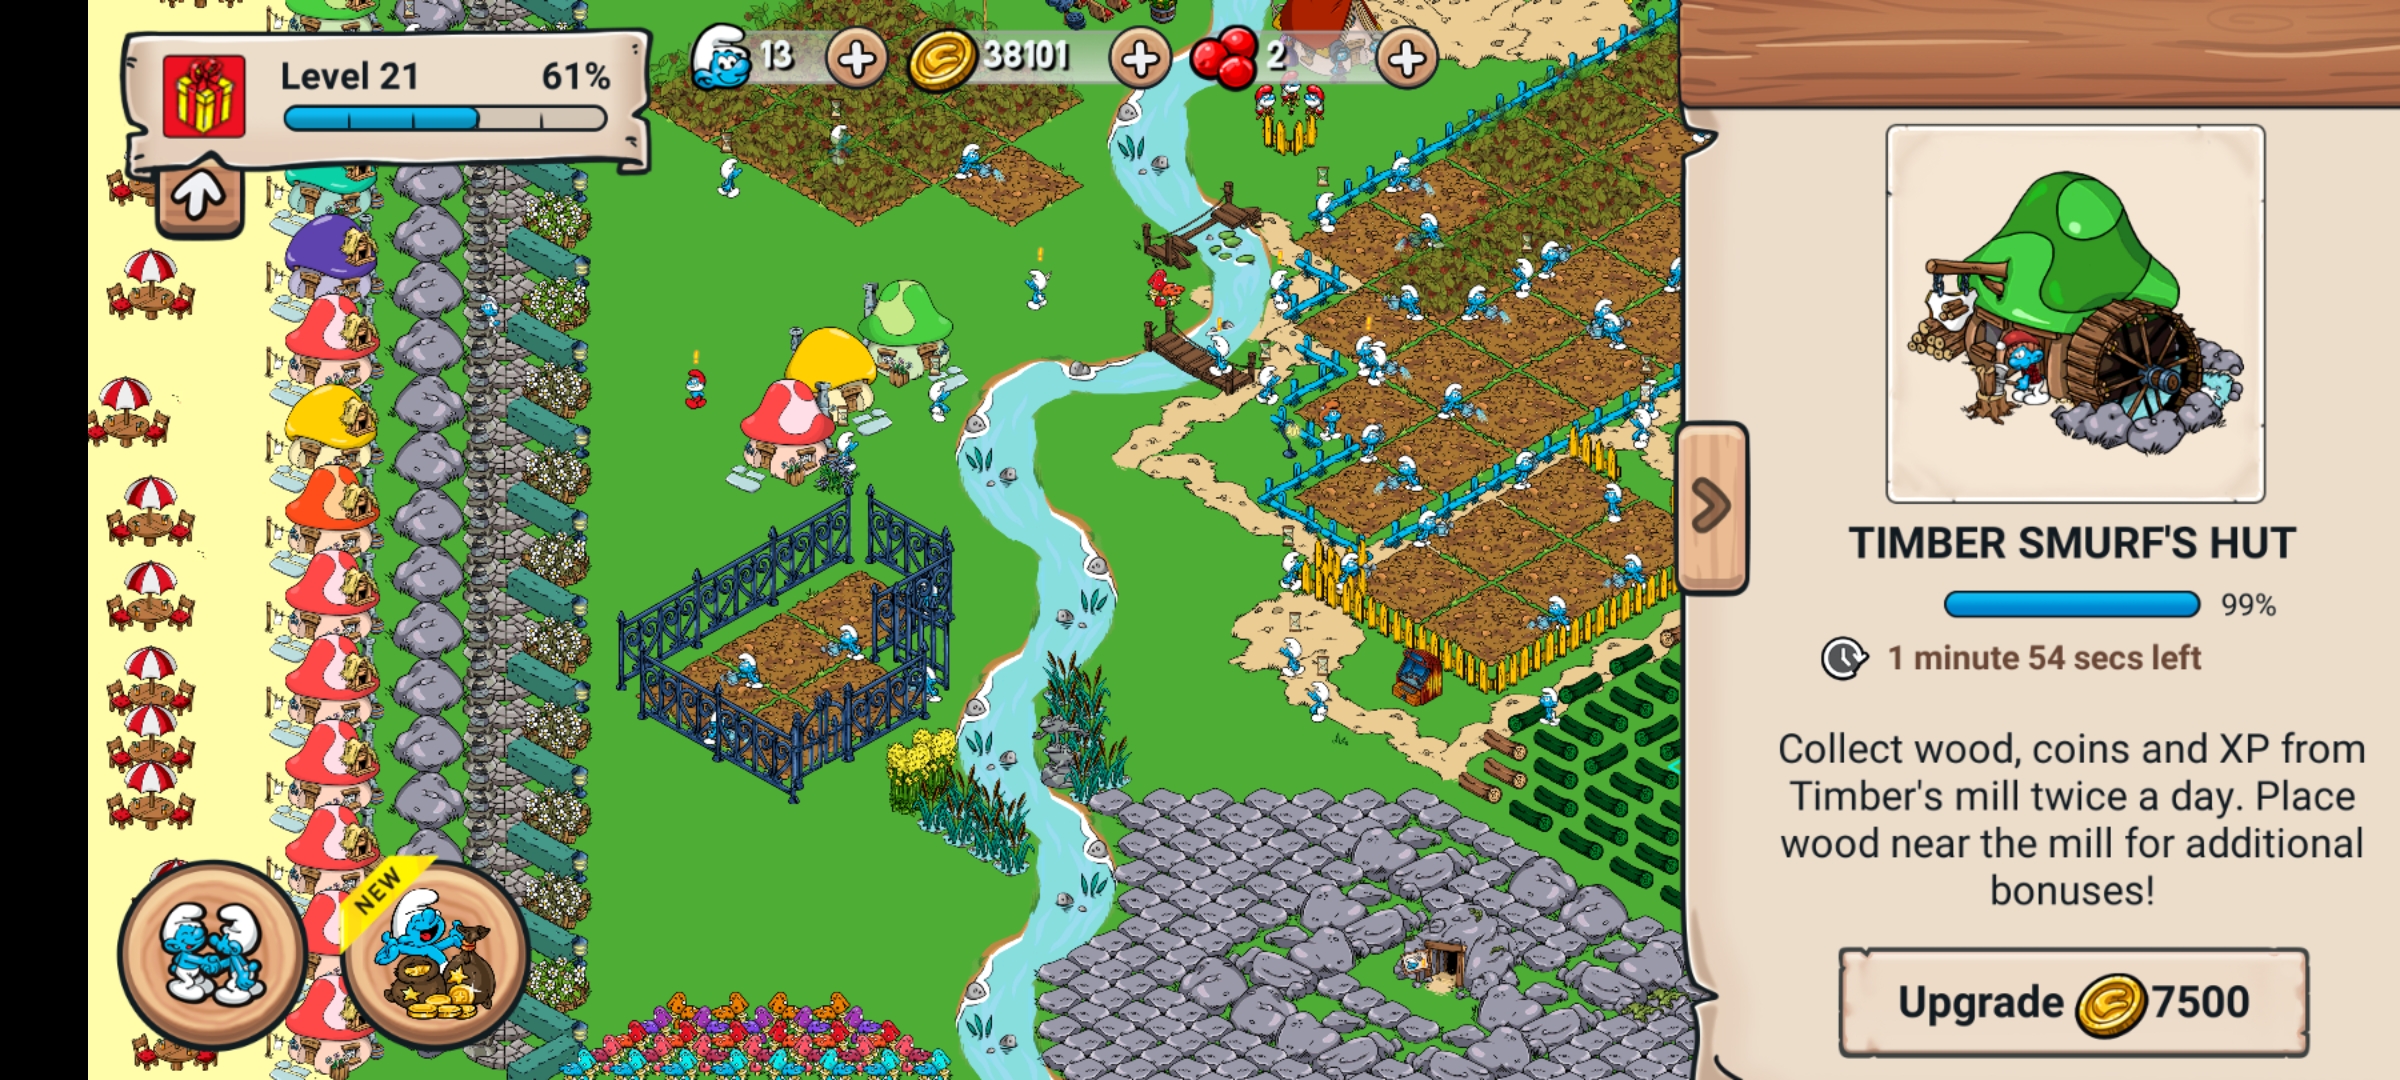 Level 21 61%
13 38101 2
TIMBER SMURF'S HUT
99%
1 minute 54 secs left
Collect wood, coins and XP from
Timber's mill twice a day. Place
wood near the mill for additional
bonuses!
NEW
Upgrade 7500